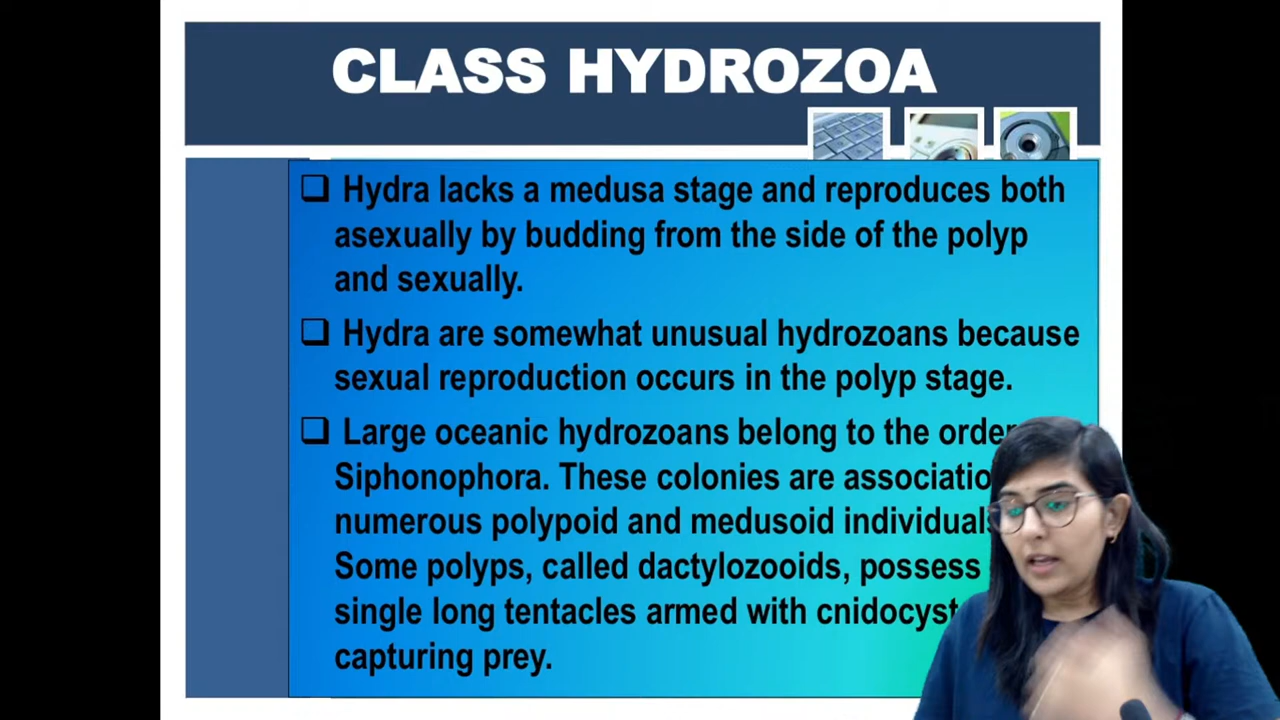 CLASS HYDROZOA
Hydra lacks a medusa stage and reproduces both
asexually by budding from the side of the polyp
and sexually.
Hydra are somewhat unusual hydrozoans because
sexual reproduction occurs in the polyp stage.
Large oceanic hydrozoans belong to the order
Siphonophora. These colonies are
numerous polypoid and medusoid
Some polyps, called dactylozooids, possess
single long tentacles armed with
capturing prey.